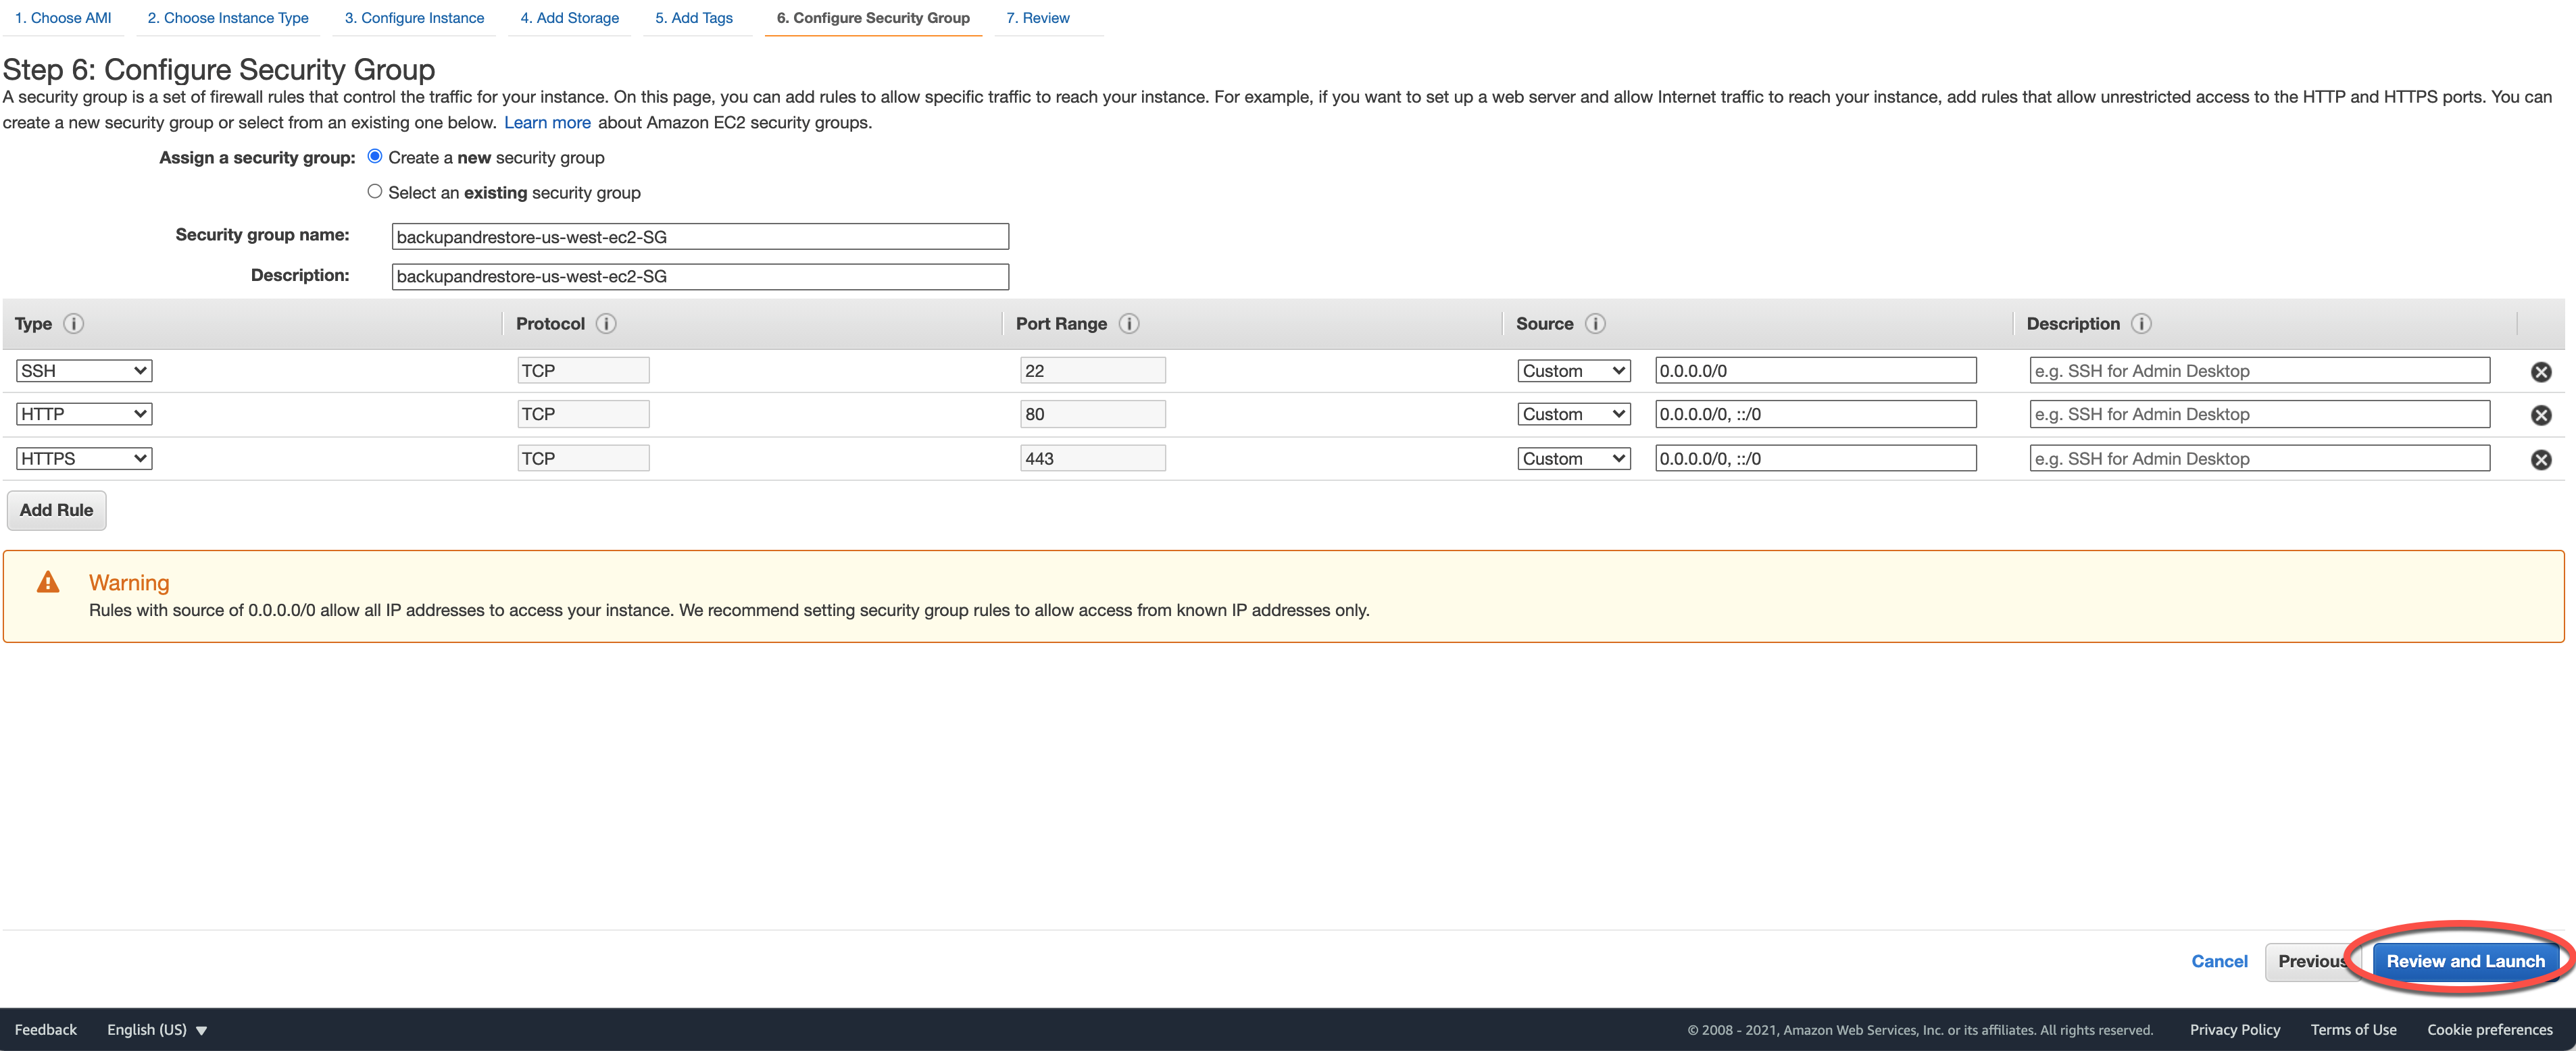 1. Choose AMI 2. Choose Instance Type 3. Configure Instance 4. Add Storage 5. Add Tags 6. Configure Security Group 7. Review
Step 6: Configure Security Group
A security group is a set of firewall rules that control the traffic for your instance. On this page, you can add rules to allow specific traffic to reach your instance. For example, if you want to set up a web server and allow Internet traffic to reach your instance, add rules that allow unrestricted access to the HTTP and HTTPS ports. You can
create a new security group or select from an existing one below. Learn more about Amazon EC2 security groups.
Assign a security group: Create a new security group
Select an existing security group
Security group name: backupandrestore-us-west-ec2-SG
Description: backupandrestore-us-west-ec2-SG
Type i Protocol i Port Range i Source i Description i
SSH TCP 22 Custom 0.0.0.0/0 e.g. SSH for Admin Desktop
HTTP TCP 80 Custom 0.0.0.0/0, ::/0 e.g. SSH for Admin Desktop
HTTPS TCP 443 Custom 0.0.0.0/0, ::/0 e.g. SSH for Admin Desktop
Add Rule
Warning
Rules with source of 0.0.0.0/0 allow all IP addresses to access your instance. We recommend setting security group rules to allow access from known IP addresses only.
Cancel Previous Review and Launch
Feedback English (US) © 2008 - 2021, Amazon Web Services, Inc. or its affiliates. All rights reserved. Privacy Policy Terms of Use Cookie preferences